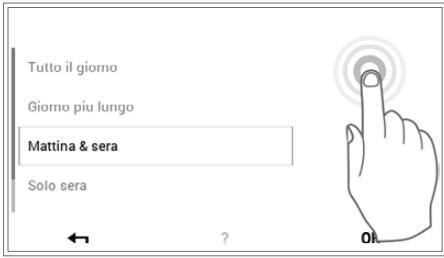 Tutto il giorno
Giorno piu lungo
Mattina & sera
Solo sera
?